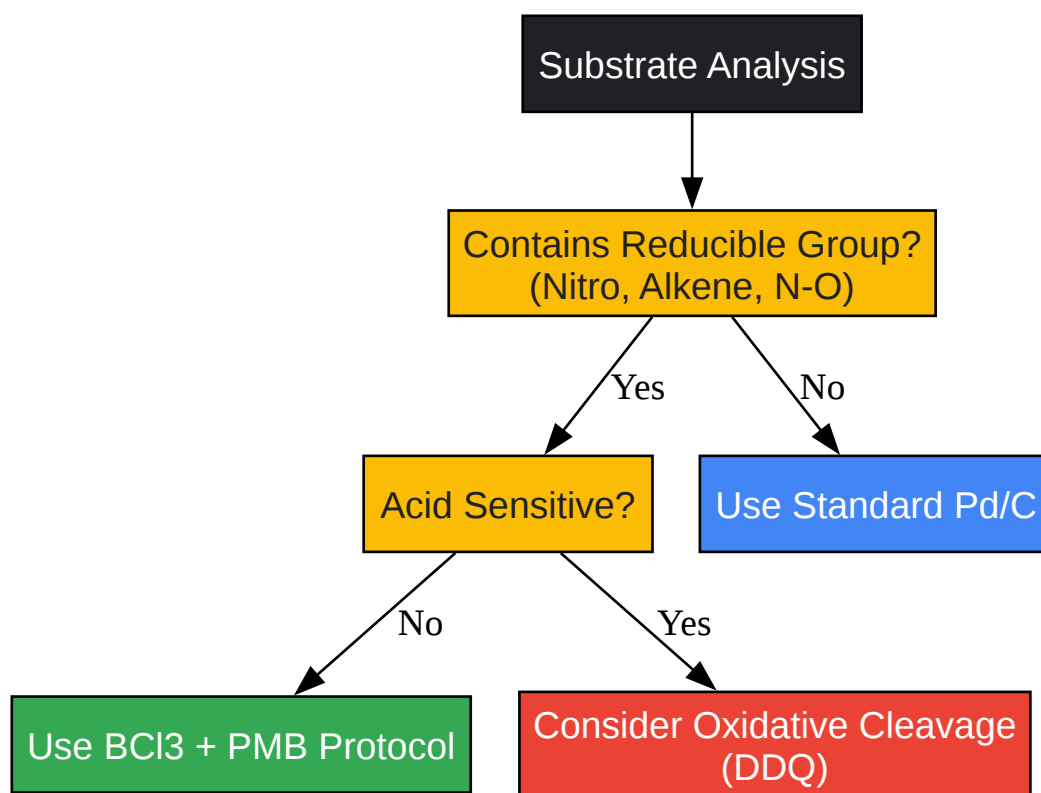 Substrate Analysis
Contains Reducible Group?
(Nitro, Alkene, N-O)
Yes
No
Acid Sensitive?
Use Standard Pd/C
No
Yes
Use BCl3 + PMB Protocol
Consider Oxidative Cleavage
(DDQ)